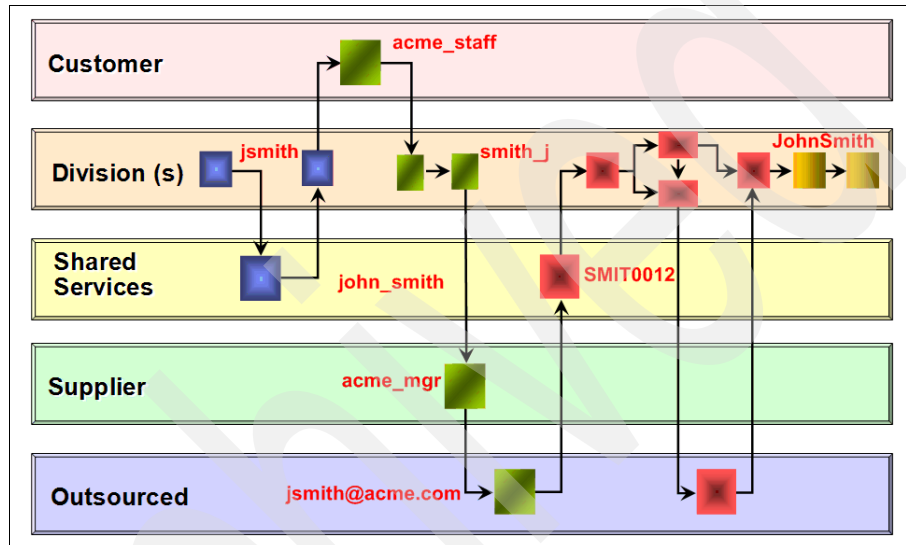 acme_staff
Customer
jsmith
smith_j
JohnSmith
Division (s)
Shared
Services
john_smith
SMIT0012
acme_mgr
Supplier
jsmith@acme.com
Outsourced